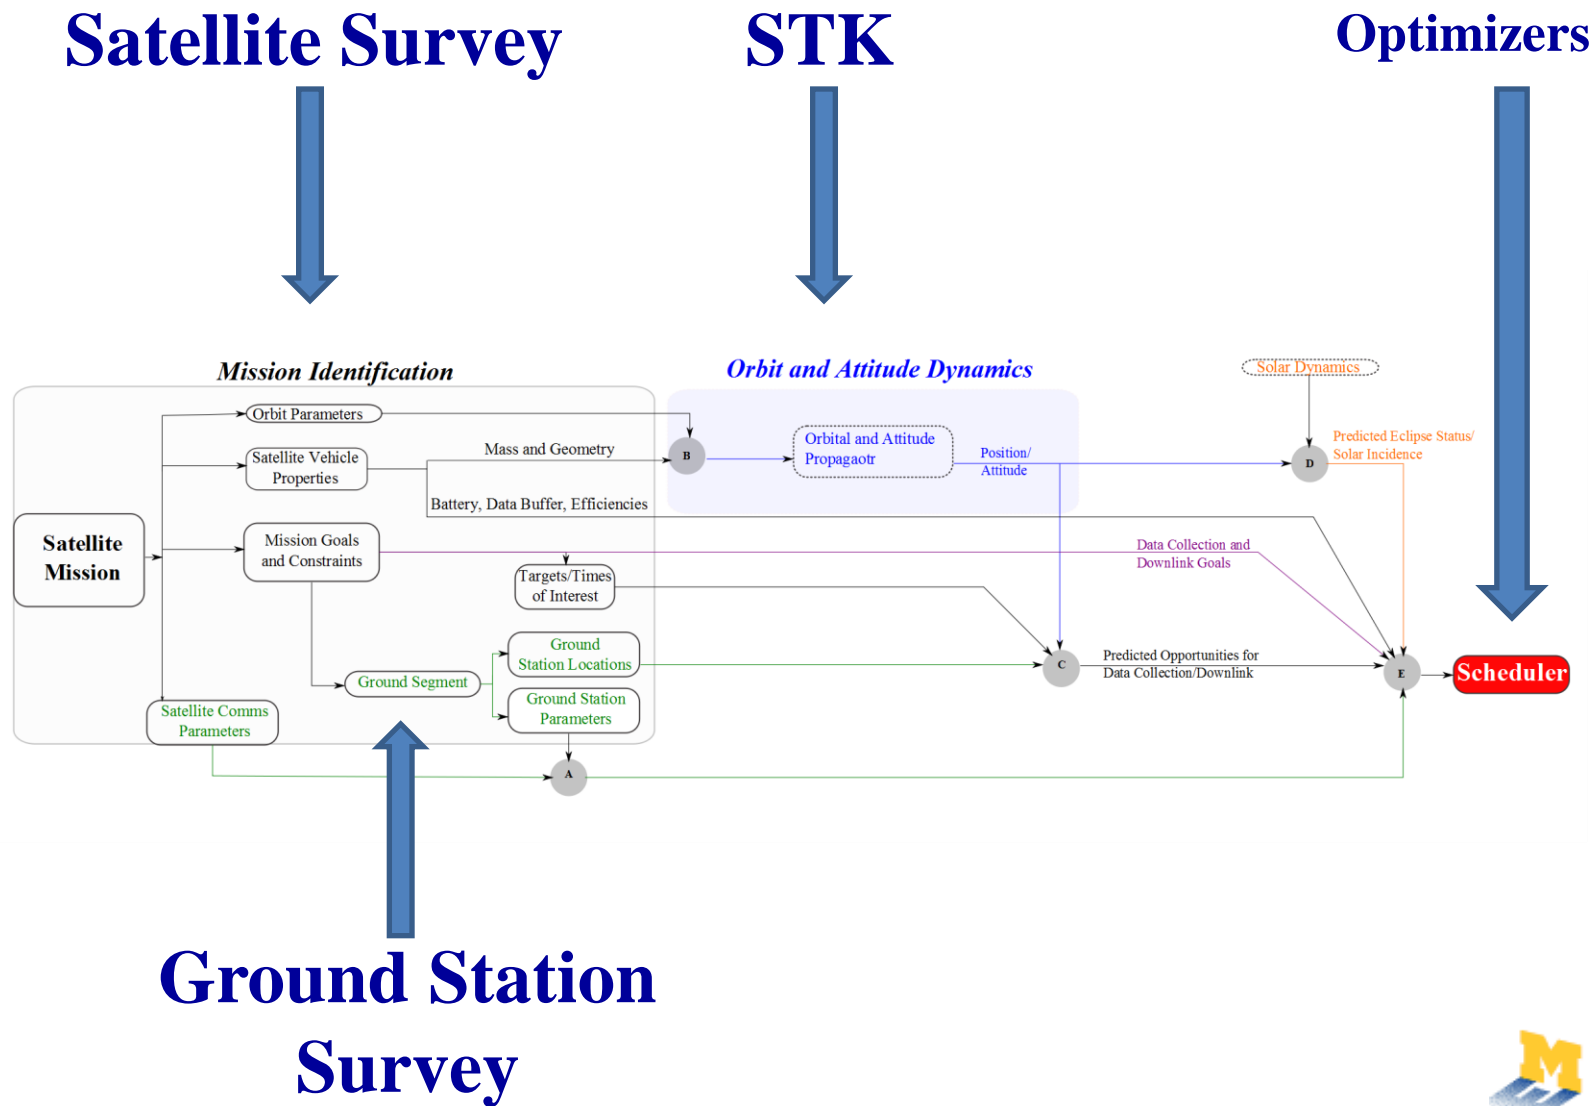 Satellite Survey
STK
Optimizers
Mission Identification
Orbit and Attitude Dynamics
Solar Dynamics
Orbit Parameters
Satellite Vehicle
Properties
Mass and Geometry
B
Orbital and Attitude
Propagaotr
Position/
Attitude
D
Predicted Eclipse Status/
Solar Incidence
Battery, Data Buffer, Efficiencies
Satellite
Mission
Mission Goals
and Constraints
Data Collection and
Downlink Goals
Targets/Times
of Interest
Ground
Station Locations
Ground Segment
Ground Station
Parameters
C
Predicted Opportunities for
Data Collection/Downlink
E
Scheduler
Satellite Comms
Parameters
A
Ground Station
Survey
M